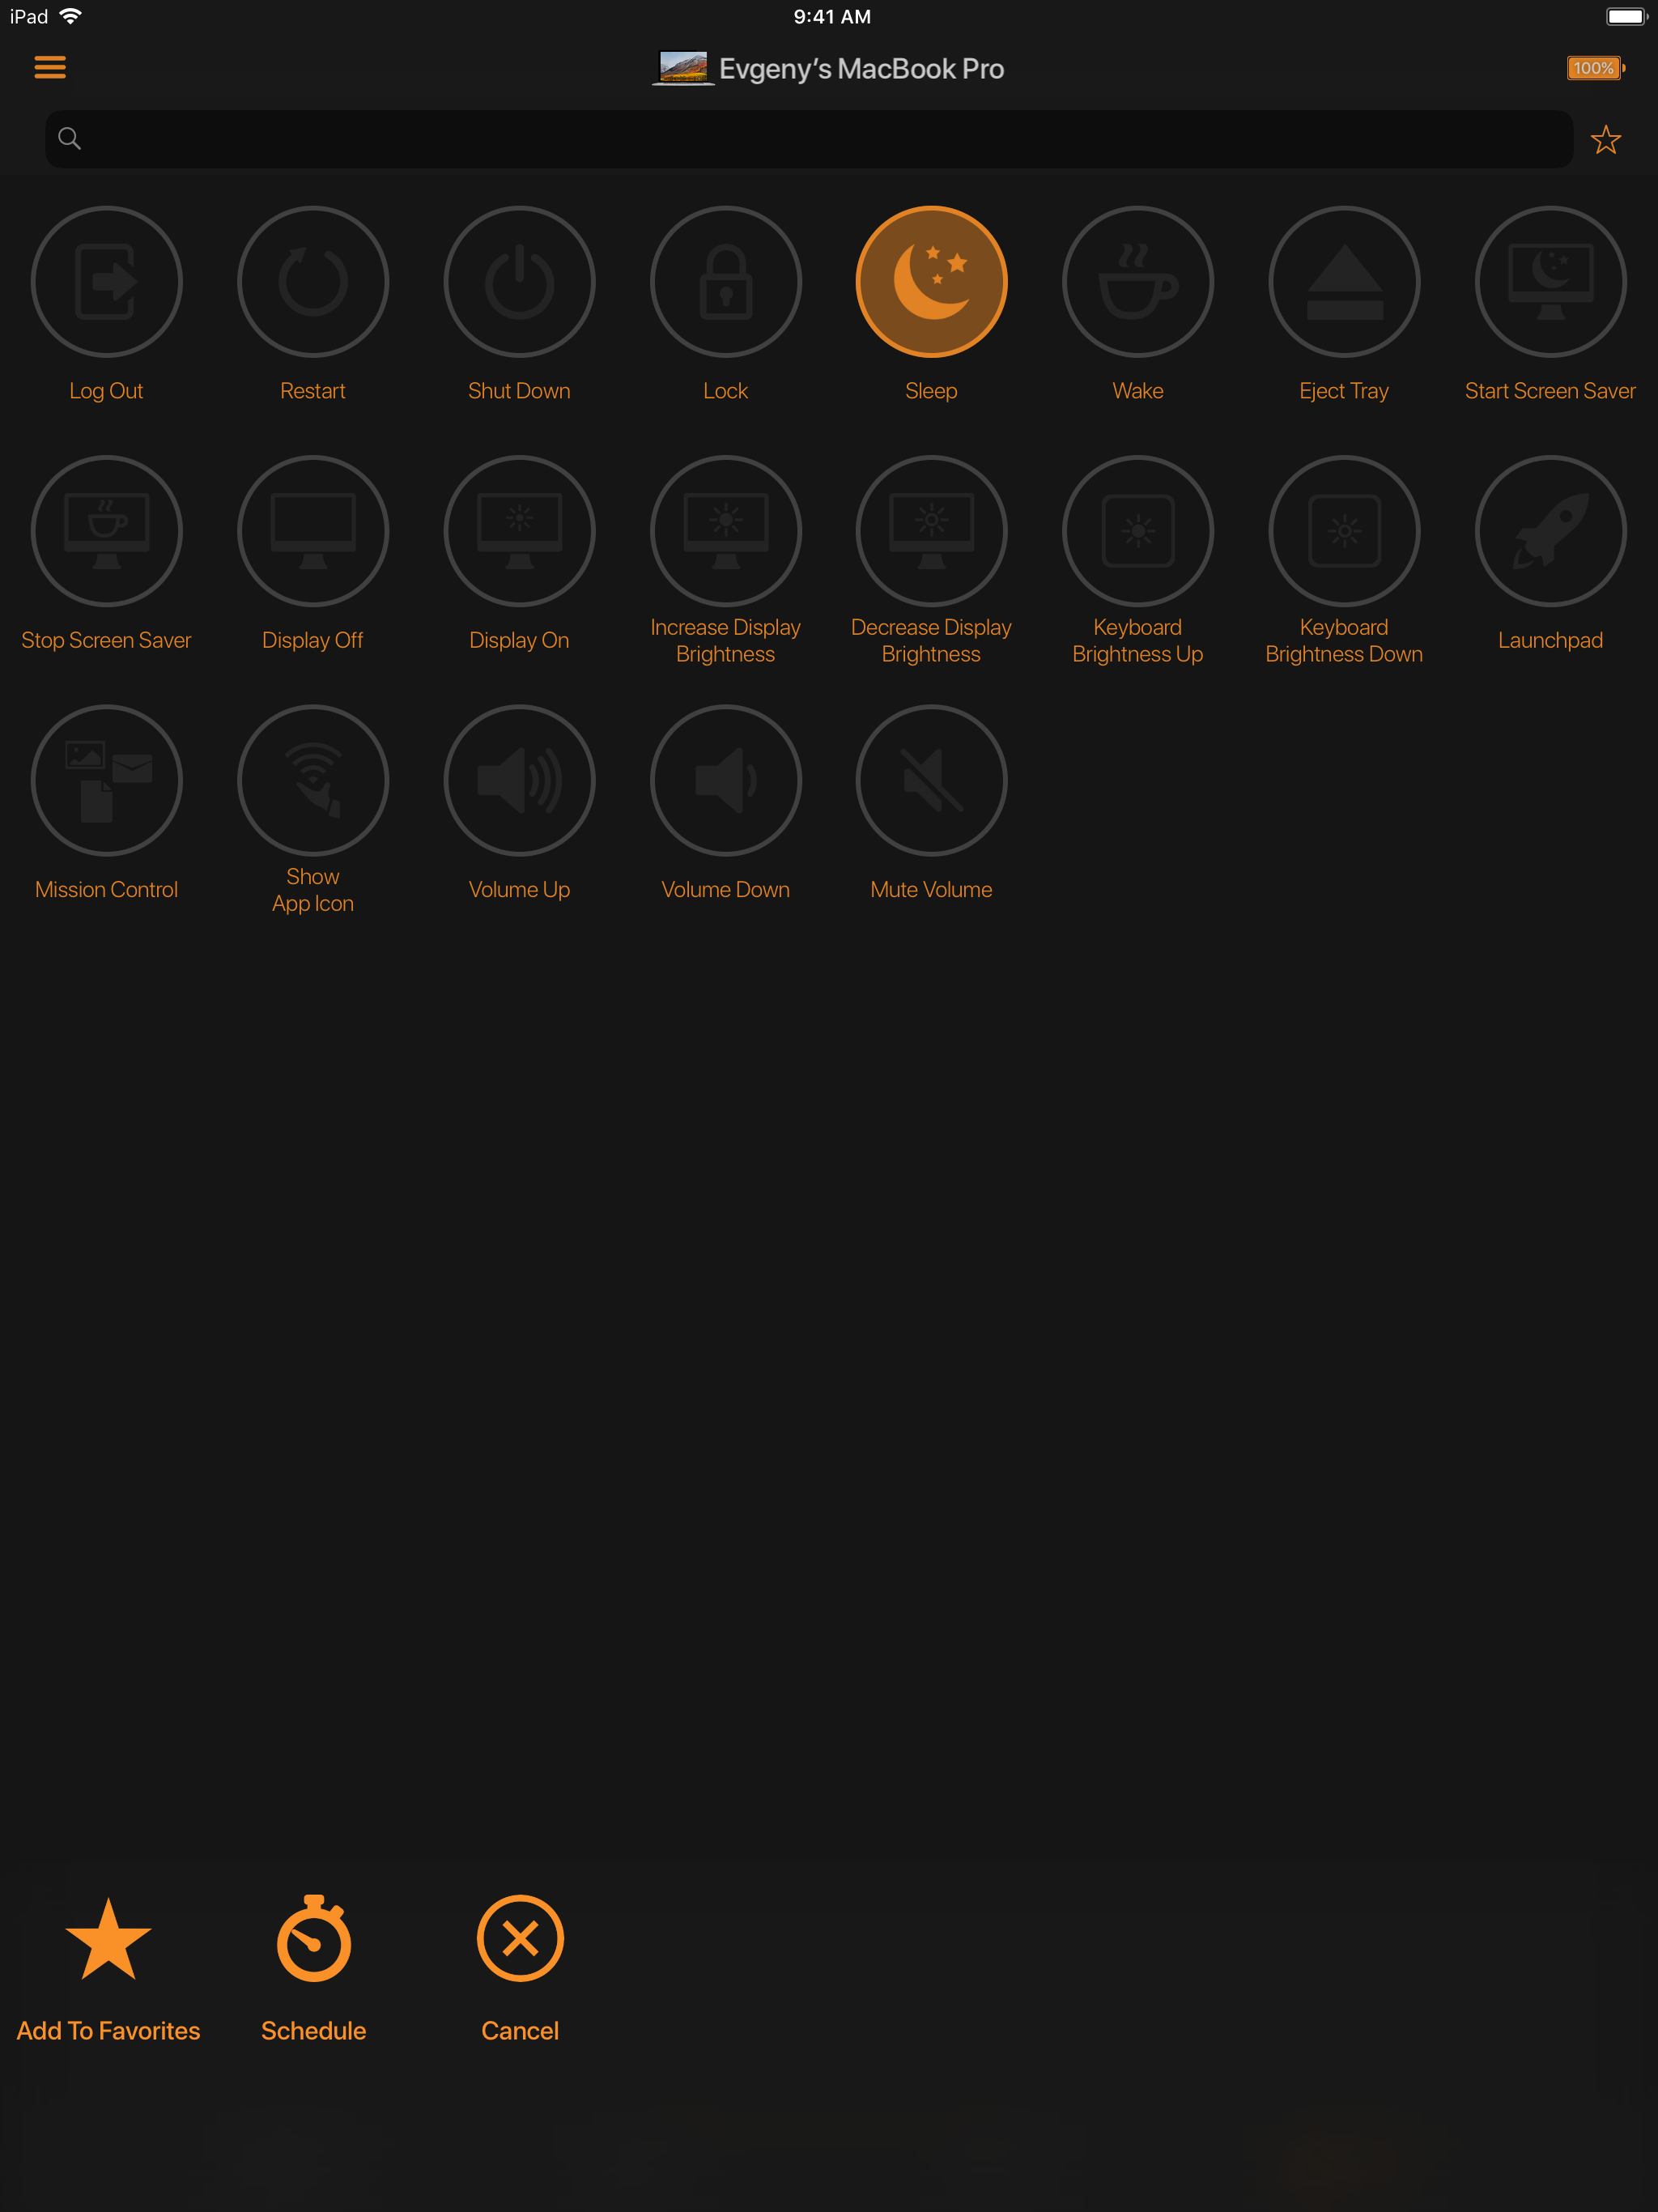 iPad 9:41 AM
Evgeny’s MacBook Pro 100%
Log Out Restart Shut Down Lock Sleep Wake Eject Tray Start Screen Saver
Stop Screen Saver Display Off Display On Increase Display Brightness Decrease Display Brightness Keyboard Brightness Up Keyboard Brightness Down Launchpad
Mission Control Show App Icon Volume Up Volume Down Mute Volume
Add To Favorites Schedule Cancel